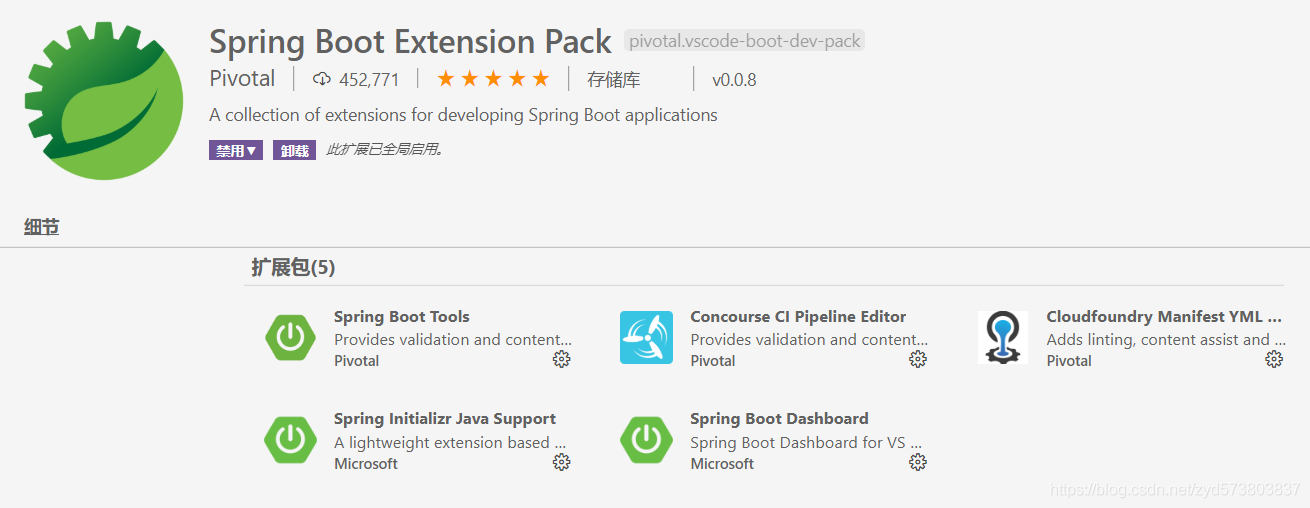 Spring Boot Extension Pack pivotal.vscode-boot-dev-pack
Pivotal 452,771 存储库 v0.0.8
A collection of extensions for developing Spring Boot applications
禁用▼ 卸载 此扩展已全局启用。
细节
扩展包(5)
Spring Boot Tools
Provides validation and content...
Pivotal
Concourse CI Pipeline Editor
Provides validation and content...
Pivotal
Cloudfoundry Manifest YML ...
Adds linting, content assist and ...
Pivotal
Spring Initializr Java Support
A lightweight extension based ...
Microsoft
Spring Boot Dashboard
Spring Boot Dashboard for VS ...
Microsoft
https://blog.csdn.net/zyd573803837